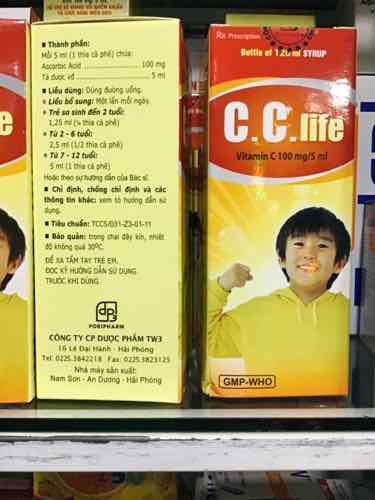 Thành phần:
Mỗi 5 ml (1 thìa cà phê) chứa:
Ascorbic Acid ........................ 100 mg
Tá dược vđ ........................ 5 ml
Liều dùng: Dùng đường uống.
Liều bổ sung: Một lần mỗi ngày.
+ Trẻ sơ sinh đến 2 tuổi:
1,25 ml (¼ thìa cà phê)
+ Từ 2 - 6 tuổi:
2,5 ml (1/2 thìa cà phê)
+ Từ 7 - 12 tuổi:
5 ml (1 thìa cà phê)
Hoặc theo sự hướng dẫn của Bác sĩ.
Chỉ định, chống chỉ định và các
thông tin khác: xem tờ hướng dẫn sử
dụng.
Tiêu chuẩn: TCCS/031-Z3-01-11
Bảo quản: trong chai đậy kín, nhiệt
độ không quá 30°C.
ĐỂ XA TẦM TAY TRẺ EM.
ĐỌC KỸ HƯỚNG DẪN SỬ DỤNG
TRƯỚC KHI DÙNG.
FORIPHARM
CÔNG TY CP DƯỢC PHẨM TW3
16 Lê Đại Hành - Hải Phòng
Tel: 0225.3842218 Fax: 0225.3823125
Nhà máy sản xuất:
Nam Sơn - An Dương - Hải Phòng
Rx Prescription
Bottle of 120 ml SYRUP
C.C.life
Vitamin C 100 mg/5 ml
GMP-WHO
e